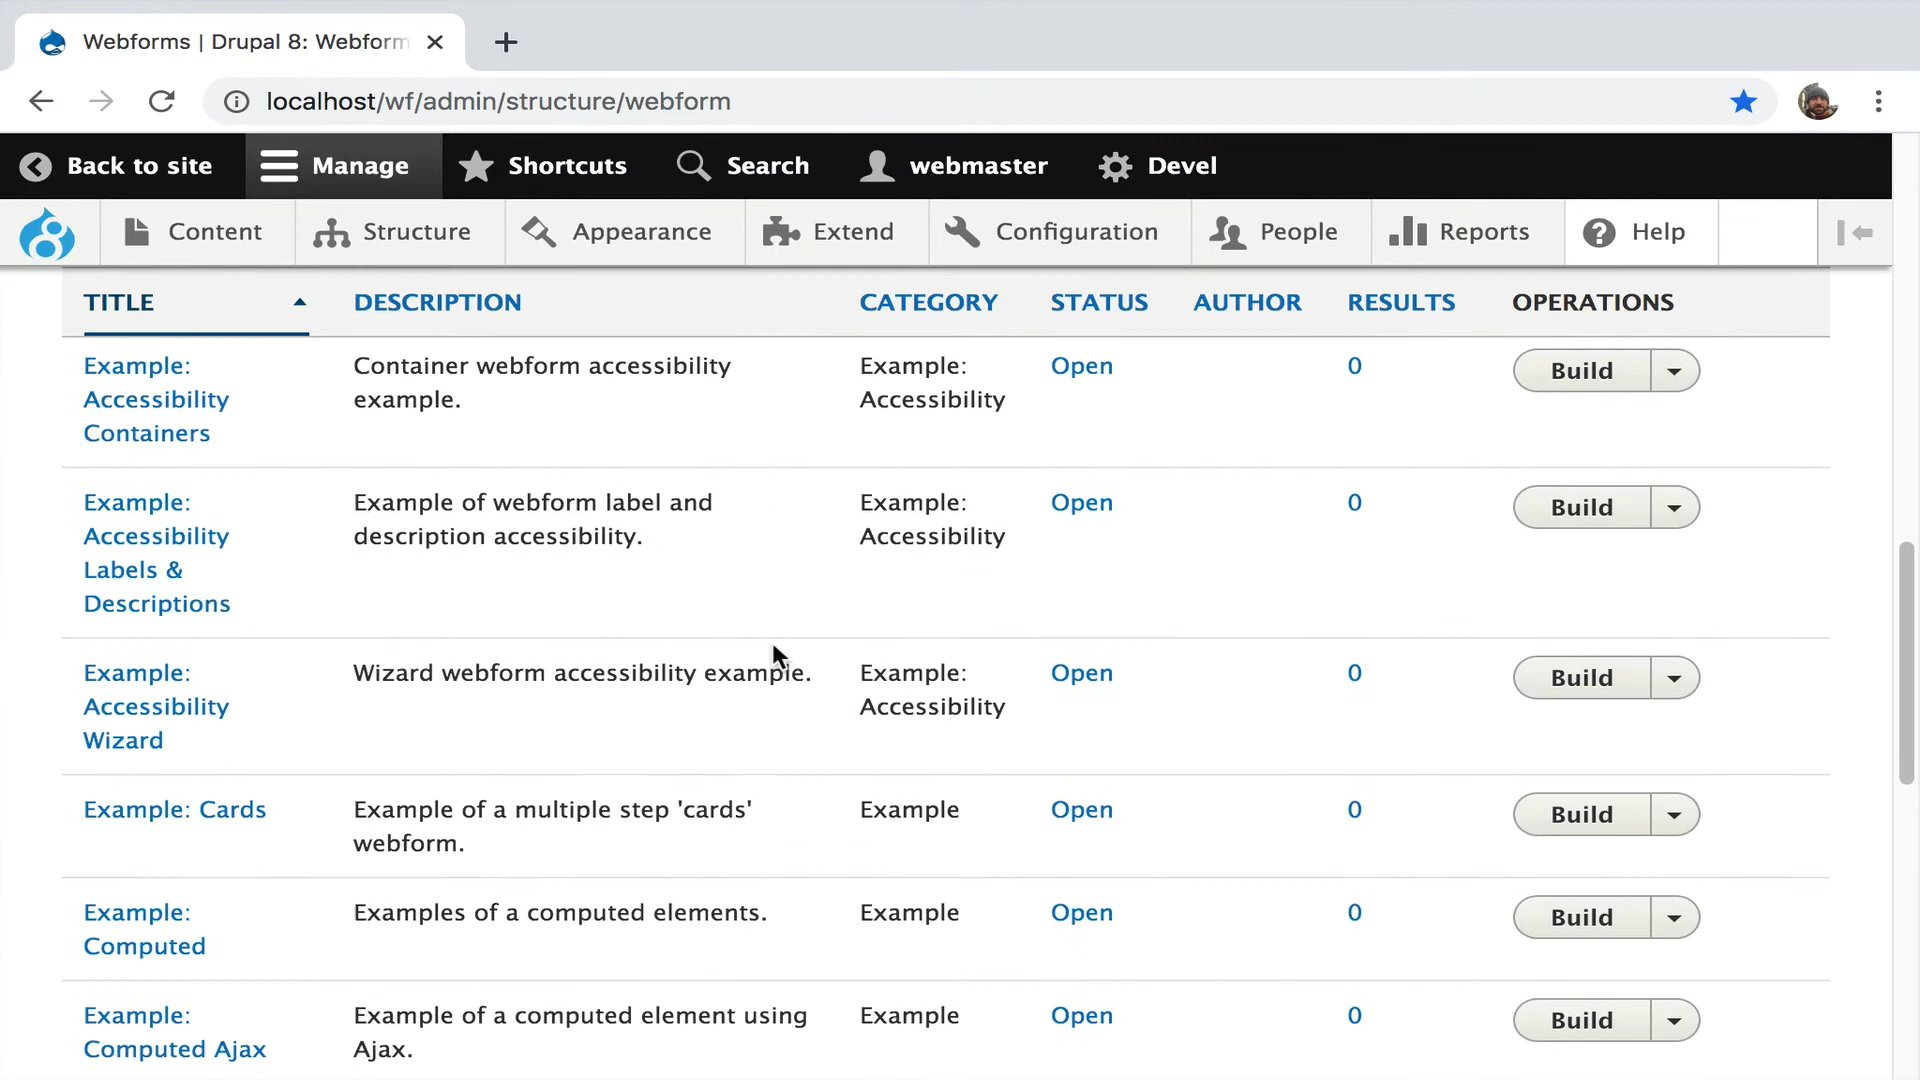 Webforms | Drupal 8: Webform
localhost/wf/admin/structure/webform
Back to site Manage Shortcuts Search webmaster Devel
Content Structure Appearance Extend Configuration People Reports Help
TITLE DESCRIPTION CATEGORY STATUS AUTHOR RESULTS OPERATIONS
Example: Container webform accessibility Example: Open 0 Build
Accessibility example. Accessibility
Containers
Example: Example of webform label and Example: Open 0 Build
Accessibility description accessibility. Accessibility
Labels &
Descriptions
Example: Wizard webform accessibility example. Example: Open 0 Build
Accessibility Accessibility
Wizard
Example: Cards Example of a multiple step 'cards' Example Open 0 Build
webform.
Example: Examples of a computed elements. Example Open 0 Build
Computed
Example: Example of a computed element using Example Open 0 Build
Computed Ajax Ajax.